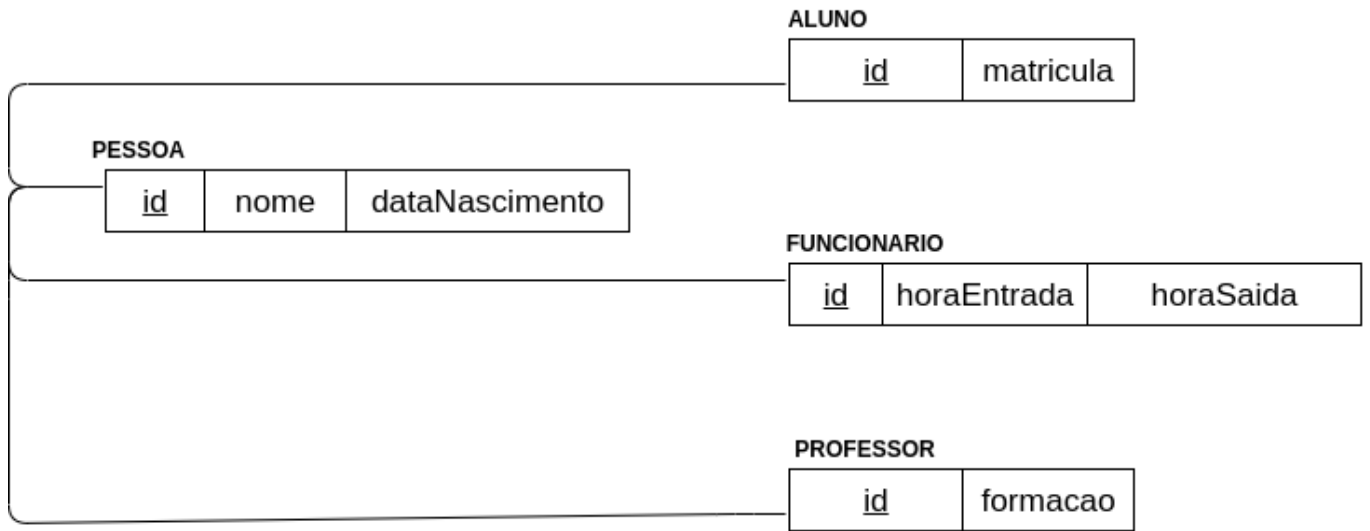 ALUNO
id matricula
PESSOA
id nome dataNascimento
FUNCIONARIO
id horaEntrada horaSaida
PROFESSOR
id formacao